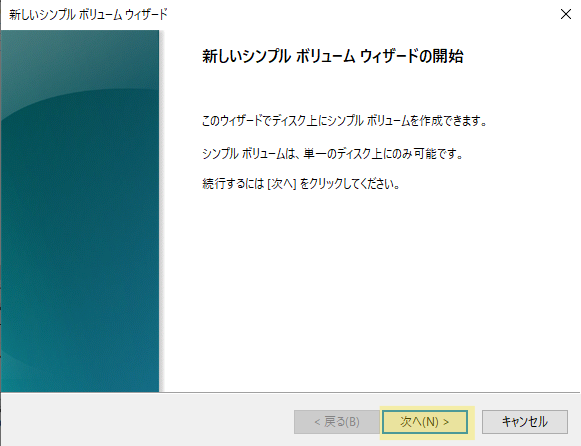 新しいシンプル ボリューム ウィザード
新しいシンプル ボリューム ウィザードの開始
このウィザードでディスク上にシンプル ボリュームを作成できます。
シンプル ボリュームは、単一のディスク上にのみ可能です。
続行するには [次へ] をクリックしてください。
< 戻る(B)
次へ(N) >
キャンセル